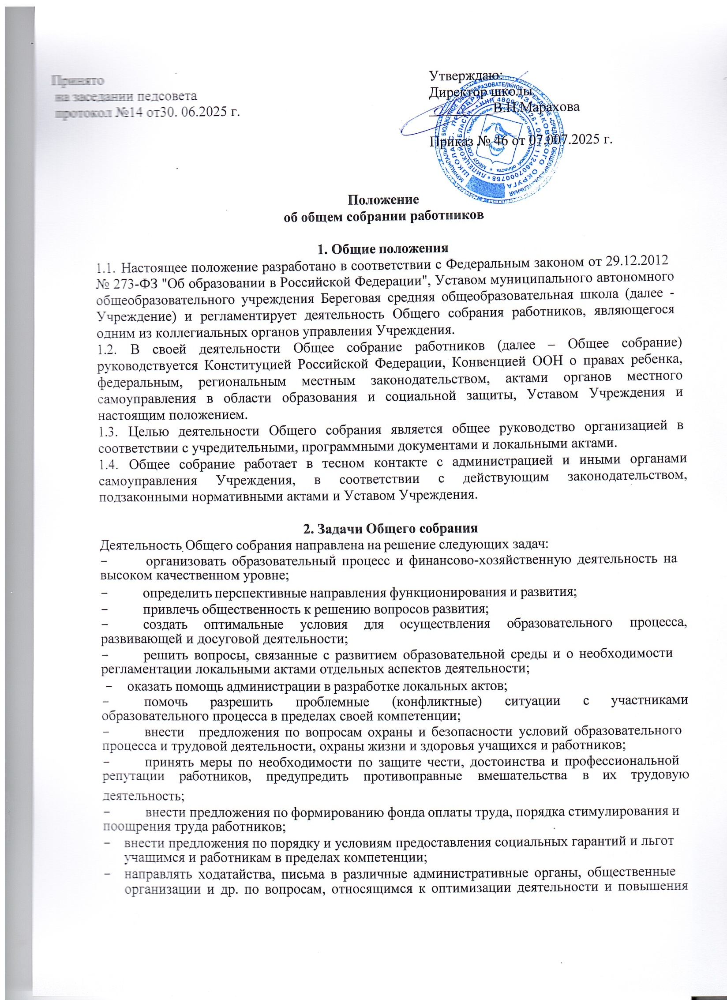 Принято
на заседании педсовета
протокол №14 от30. 06.2025 г.
Утверждаю:
Директор школы
_________В.Н.Марахова
Приказ № 46 от 07.007.2025 г.
Положение
об общем собрании работников
1. Общие положения
1.1. Настоящее положение разработано в соответствии с Федеральным законом от 29.12.2012
№ 273-ФЗ "Об образовании в Российской Федерации", Уставом муниципального автономного
общеобразовательного учреждения Береговая средняя общеобразовательная школа (далее -
Учреждение) и регламентирует деятельность Общего собрания работников, являющегося
одним из коллегиальных органов управления Учреждения.
1.2. В своей деятельности Общее собрание работников (далее – Общее собрание)
руководствуется Конституцией Российской Федерации, Конвенцией ООН о правах ребенка,
федеральным, региональным местным законодательством, актами органов местного
самоуправления в области образования и социальной защиты, Уставом Учреждения и
настоящим положением.
1.3. Целью деятельности Общего собрания является общее руководство организацией в
соответствии с учредительными, программными документами и локальными актами.
1.4. Общее собрание работает в тесном контакте с администрацией и иными органами
самоуправления Учреждения, в соответствии с действующим законодательством,
подзаконными нормативными актами и Уставом Учреждения.
2. Задачи Общего собрания
Деятельность Общего собрания направлена на решение следующих задач:
− организовать образовательный процесс и финансово-хозяйственную деятельность на
высоком качественном уровне;
− определить перспективные направления функционирования и развития;
− привлечь общественность к решению вопросов развития;
− создать оптимальные условия для осуществления образовательного процесса,
развивающей и досуговой деятельности;
− решить вопросы, связанные с развитием образовательной среды и о необходимости
регламентации локальными актами отдельных аспектов деятельности;
− оказать помощь администрации в разработке локальных актов;
− помочь разрешить проблемные (конфликтные) ситуации с участниками
образовательного процесса в пределах своей компетенции;
− внести предложения по вопросам охраны и безопасности условий образовательного
процесса и трудовой деятельности, охраны жизни и здоровья учащихся и работников;
− принять меры по необходимости по защите чести, достоинства и профессиональной
репутации работников, предупредить противоправные вмешательства в их трудовую
деятельность;
− внести предложения по формированию фонда оплаты труда, порядка стимулирования и
поощрения труда работников;
− внести предложения по порядку и условиям предоставления социальных гарантий и льгот
учащимся и работникам в пределах компетенции;
− направлять ходатайства, письма в различные административные органы, общественные
организации и др. по вопросам, относящимся к оптимизации деятельности и повышения